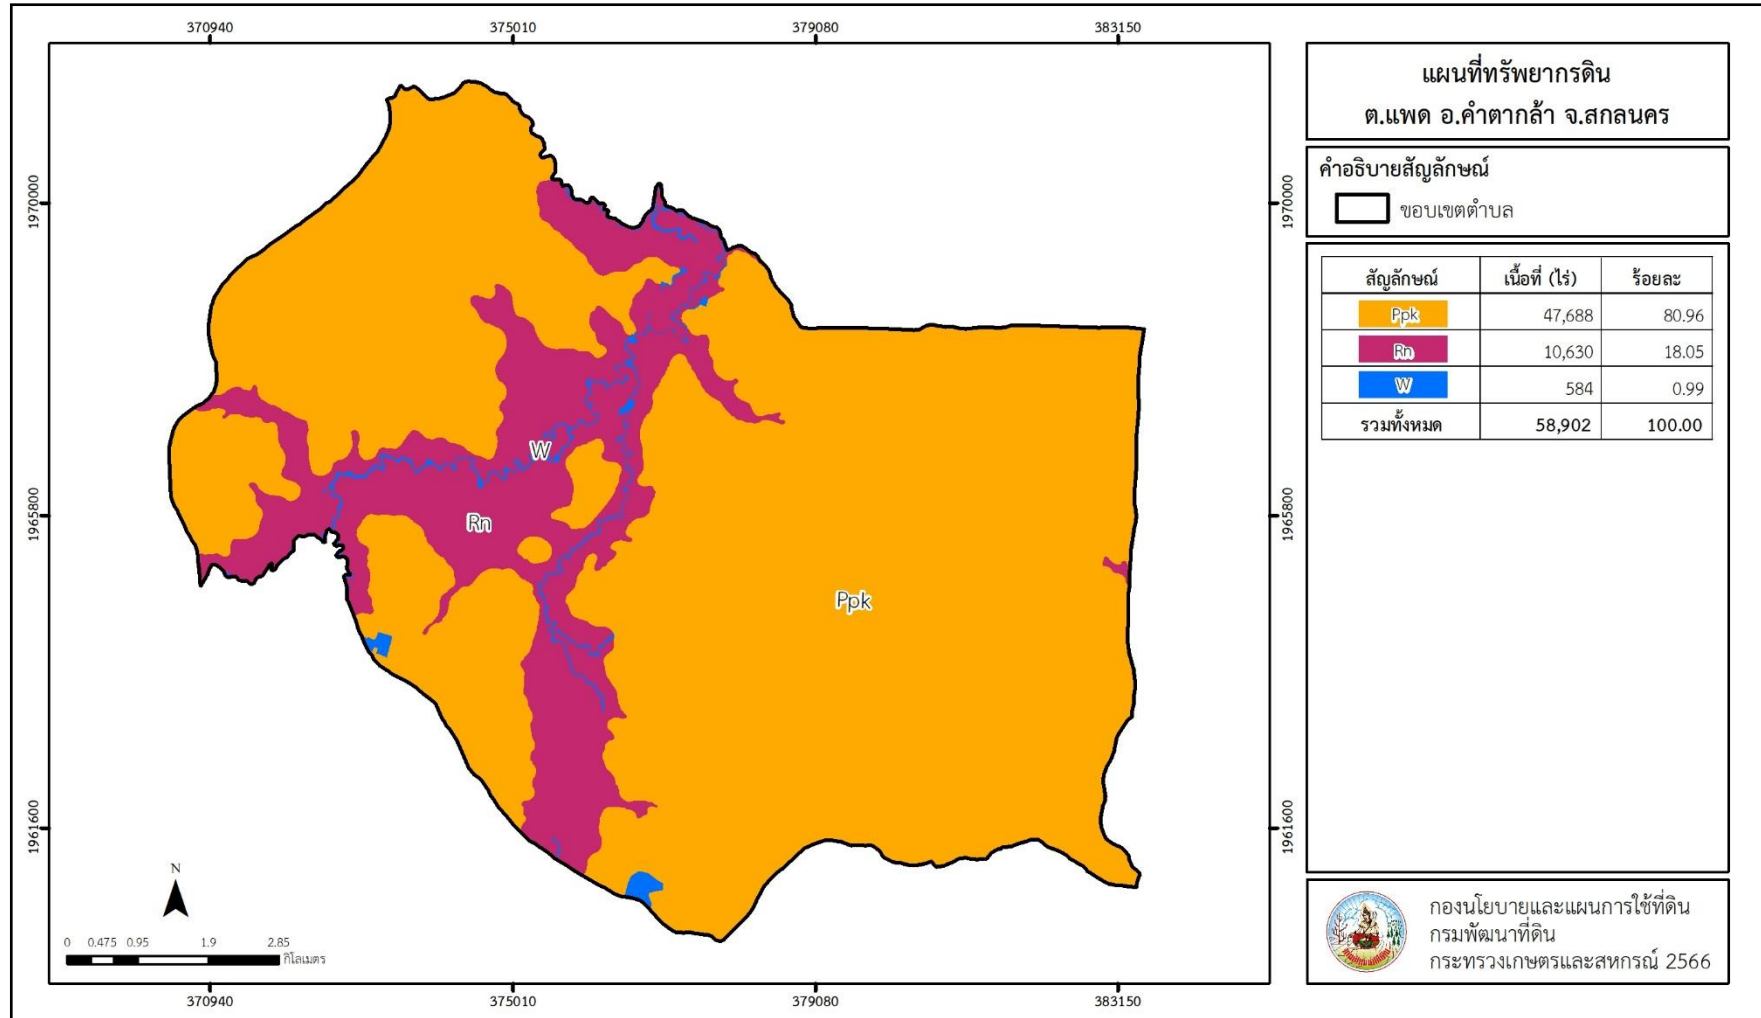 370940 375010 379080 383150
1970000 1965800 1961600
Ppk
Rn
W
N
0 0.475 0.95 1.9 2.85
กิโลเมตร
1970000 1965800 1961600
370940 375010 379080 383150
แผนที่ทรัพยากรดิน
ต.แพด อ.คำตากล้า จ.สกลนคร
คำอธิบายสัญลักษณ์
ขอบเขตตำบล
สัญลักษณ์ เนื้อที่ (ไร่) ร้อยละ
Ppk 47,688 80.96
Rn 10,630 18.05
W 584 0.99
รวมทั้งหมด 58,902 100.00
กองนโยบายและแผนการใช้ที่ดิน
กรมพัฒนาที่ดิน
กระทรวงเกษตรและสหกรณ์ 2566